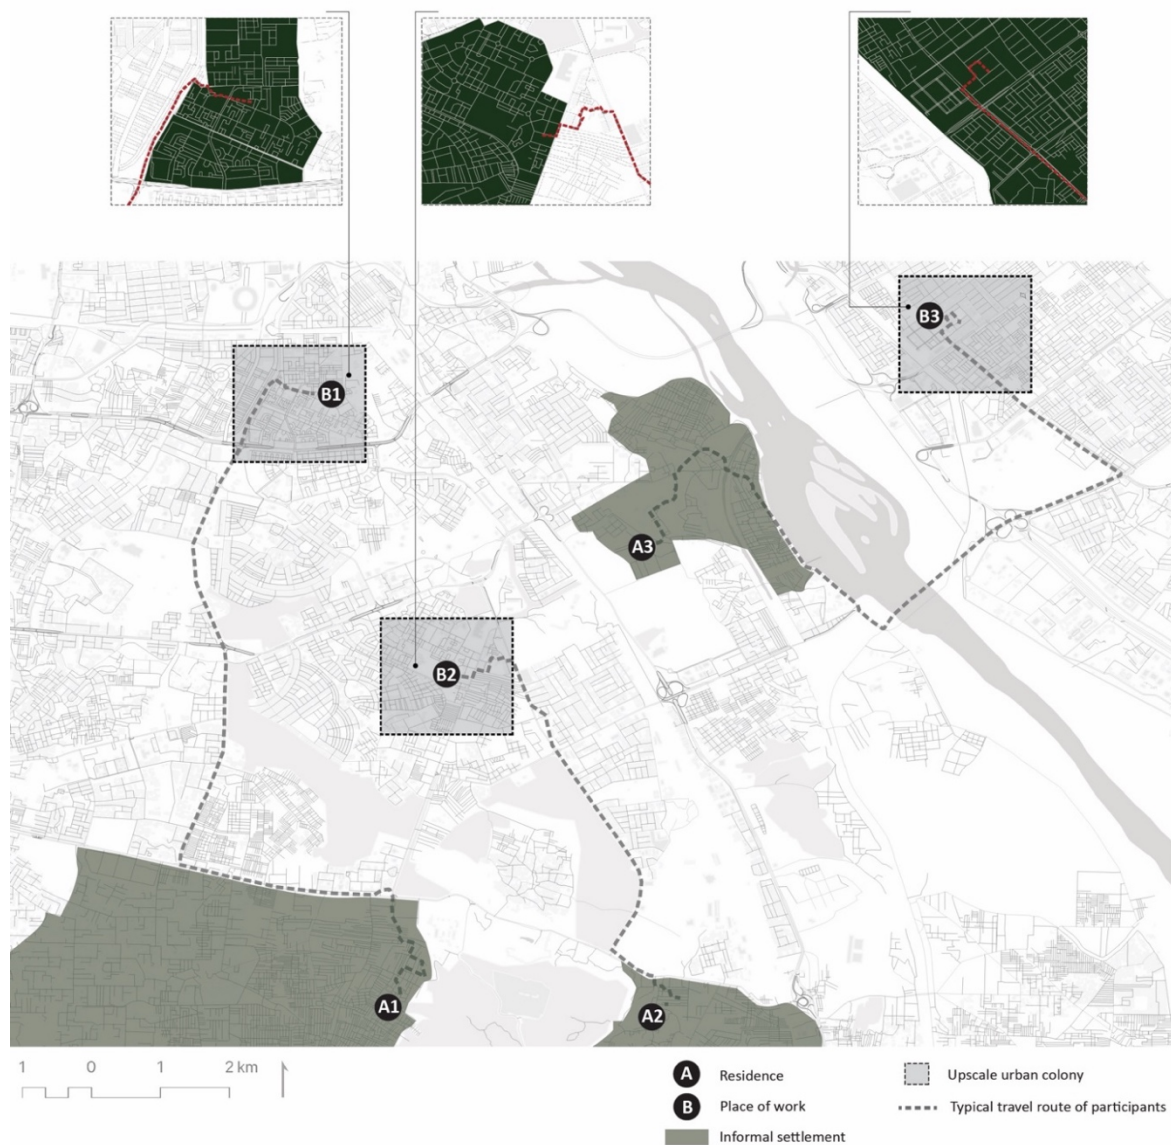 B1
B3
A3
B2
A1
A2
1 0 1 2 km
A Residence
B Place of work
Informal settlement
Upscale urban colony
Typical travel route of participants